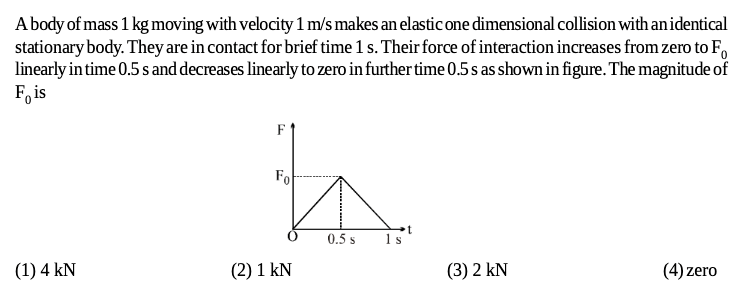 A body of mass 1 kg moving with velocity 1 m/s makes an elastic one dimensional collision with an identical
stationary body. They are in contact for brief time 1 s. Their force of interaction increases from zero to F₀
linearly in time 0.5 s and decreases linearly to zero in further time 0.5 s as shown in figure. The magnitude of
F₀ is
F
F₀
O 0.5 s 1 s t
(1) 4 kN (2) 1 kN (3) 2 kN (4) zero